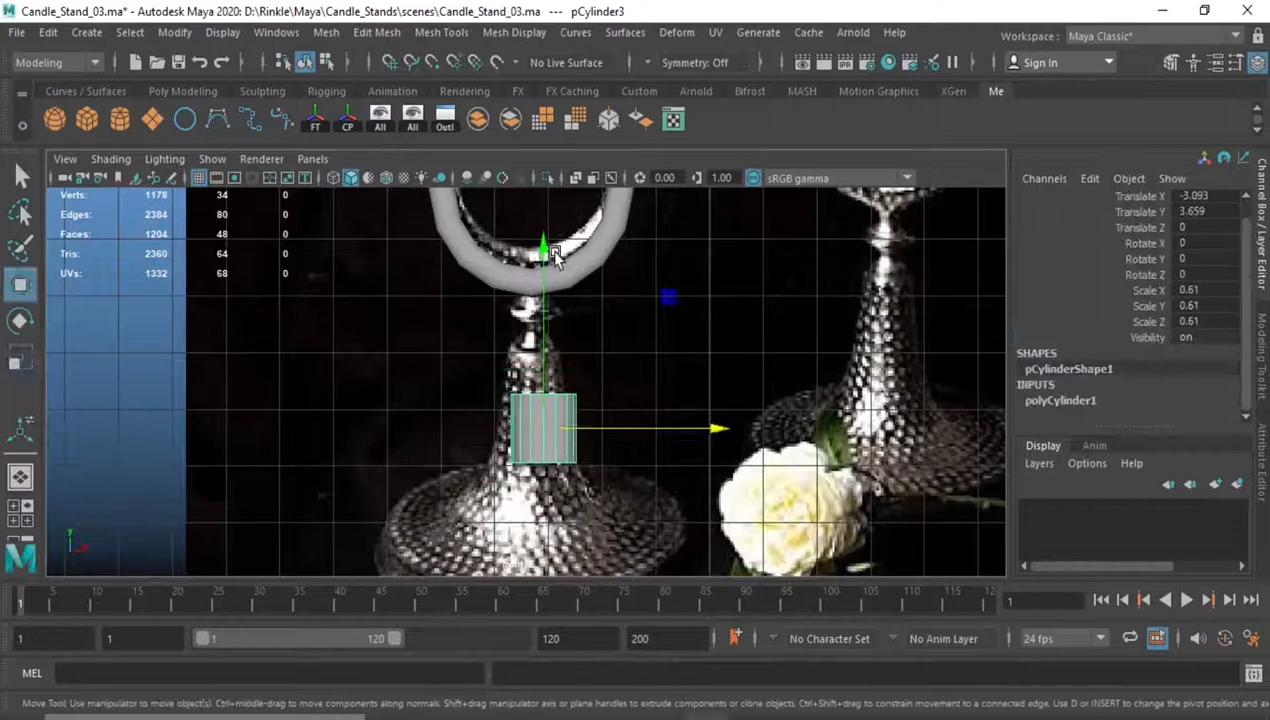 Candle_Stand_03.ma* - Autodesk Maya 2020: D:\Rinkle\Maya\Candle_Stands\scenes\Candle_Stand_03.ma* --- pCylinder3
File Edit Create Select Modify Display Windows Mesh Edit Mesh Mesh Tools Mesh Display Curves Surfaces Deform UV Generate Cache Arnold Help Workspace : Maya Classic*
Modeling No Live Surface Symmetry: Off Sign In
Curves / Surfaces Poly Modeling Sculpting Rigging Animation Rendering FX FX Caching Custom Arnold Bifrost MASH Motion Graphics XGen Me
FT CP All All Outl
View Shading Lighting Show Renderer Panels
0.00 1.00 sRGB gamma
Verts: 1178 34 0
Edges: 2384 80 0
Faces: 1204 48 0
Tris: 2360 64 0
UVs: 1332 68 0
Channels Edit Object Show
Translate X -3.093
Translate Y 3.659
Translate Z 0
Rotate X 0
Rotate Y 0
Rotate Z 0
Scale X 0.61
Scale Y 0.61
Scale Z 0.61
Visibility on
SHAPES
pCylinderShape1
INPUTS
polyCylinder1
Display Anim
Layers Options Help
Channel Box / Layer Editor
Modeling Toolkit
Attribute Editor
y
5 10 15 20 25 30 35 40 45 50 55 60 65 70 75 80 85 90 95 100 105 110 115 12
1 1
1 1 1 120 120 200 No Character Set No Anim Layer 24 fps
MEL
Move Tool: Use manipulator to move object(s). Ctrl+middle-drag to move components along normals. Shift+drag manipulator axis or plane handles to extrude components or clone objects. Ctrl+Shift+drag to constrain movement to a connected edge. Use D or INSERT to change the pivot position and ax